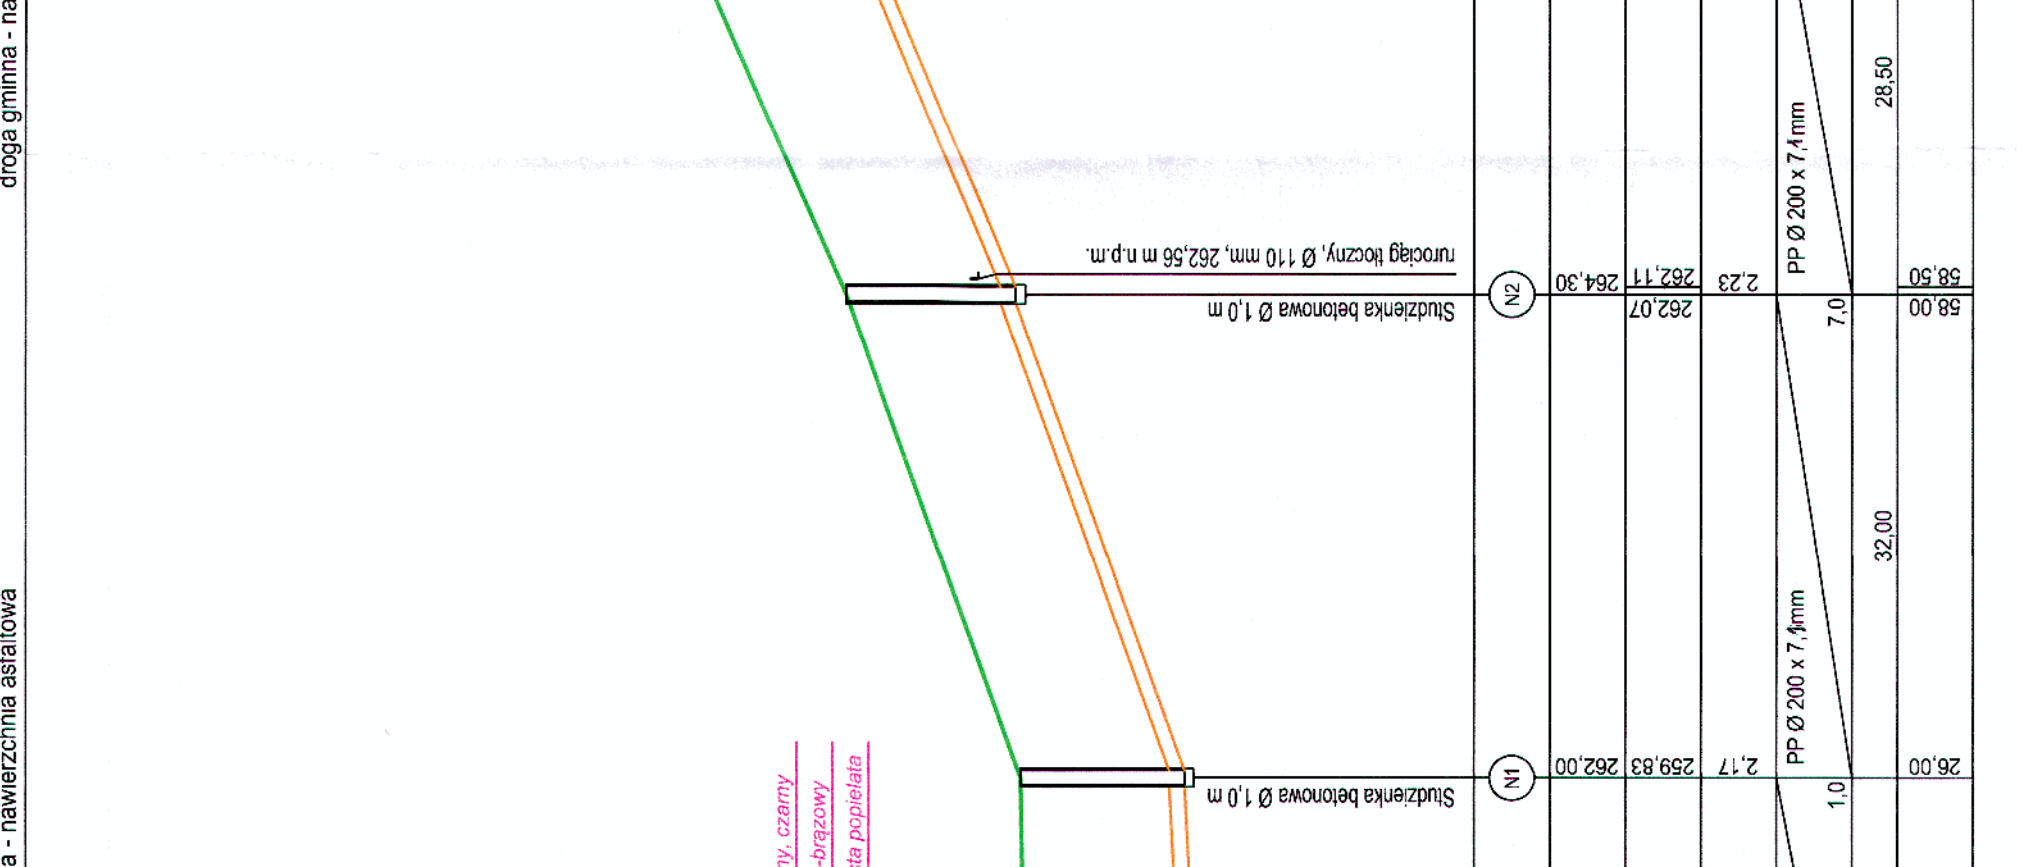 droga gminna - na
a - nawierzchnia asfaltowa
ny, czarny
-brązowy
sta popielata
rurociąg tłoczny, Ø 110 mm, 262,56 m n.p.m.
Studzienka betonowa Ø 1,0 m
Studzienka betonowa Ø 1,0 m
N2
264,30
262,11
262,07
2,23
PP Ø 200 x 7,1mm
7,0
28,50
58,50
58,00
N1
262,00
259,83
2,17
PP Ø 200 x 7,1mm
1,0
32,00
26,00